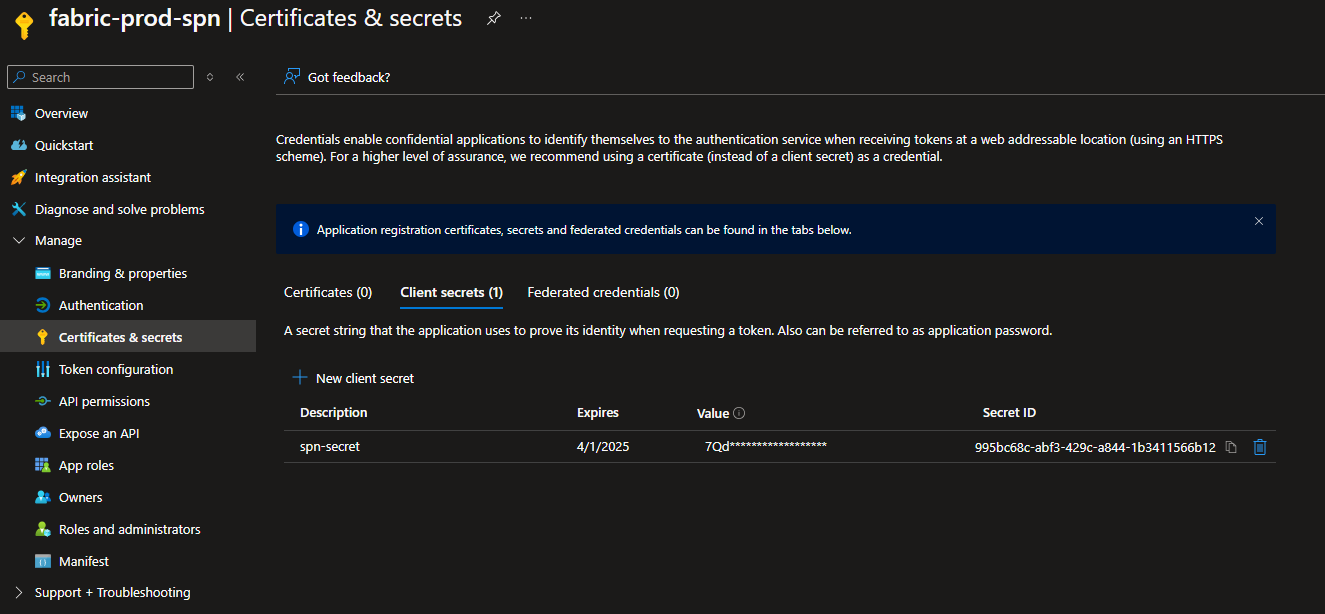 fabric-prod-spn | Certificates & secrets
Search
Got feedback?
Overview
Quickstart
Integration assistant
Diagnose and solve problems
Manage
Branding & properties
Authentication
Certificates & secrets
Token configuration
API permissions
Expose an API
App roles
Owners
Roles and administrators
Manifest
Support + Troubleshooting
Credentials enable confidential applications to identify themselves to the authentication service when receiving tokens at a web addressable location (using an HTTPS
scheme). For a higher level of assurance, we recommend using a certificate (instead of a client secret) as a credential.
Application registration certificates, secrets and federated credentials can be found in the tabs below.
Certificates (0) Client secrets (1) Federated credentials (0)
A secret string that the application uses to prove its identity when requesting a token. Also can be referred to as application password.
New client secret
Description Expires Value Secret ID
spn-secret 4/1/2025 7Qd****************** 995bc68c-abf3-429c-a844-1b3411566b12